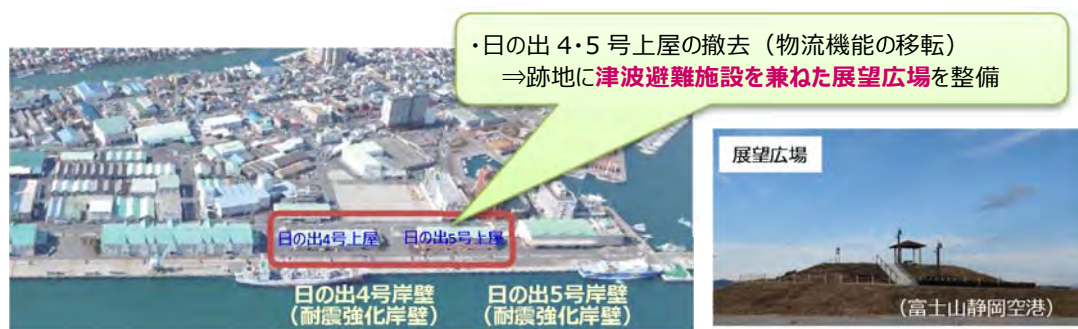 ・日の出 4・5 号上屋の撤去（物流機能の移転）
⇒跡地に津波避難施設を兼ねた展望広場を整備
展望広場
日の出4号上屋
日の出5号上屋
日の出4号岸壁
（耐震強化岸壁）
日の出5号岸壁
（耐震強化岸壁）
（富士山静岡空港）